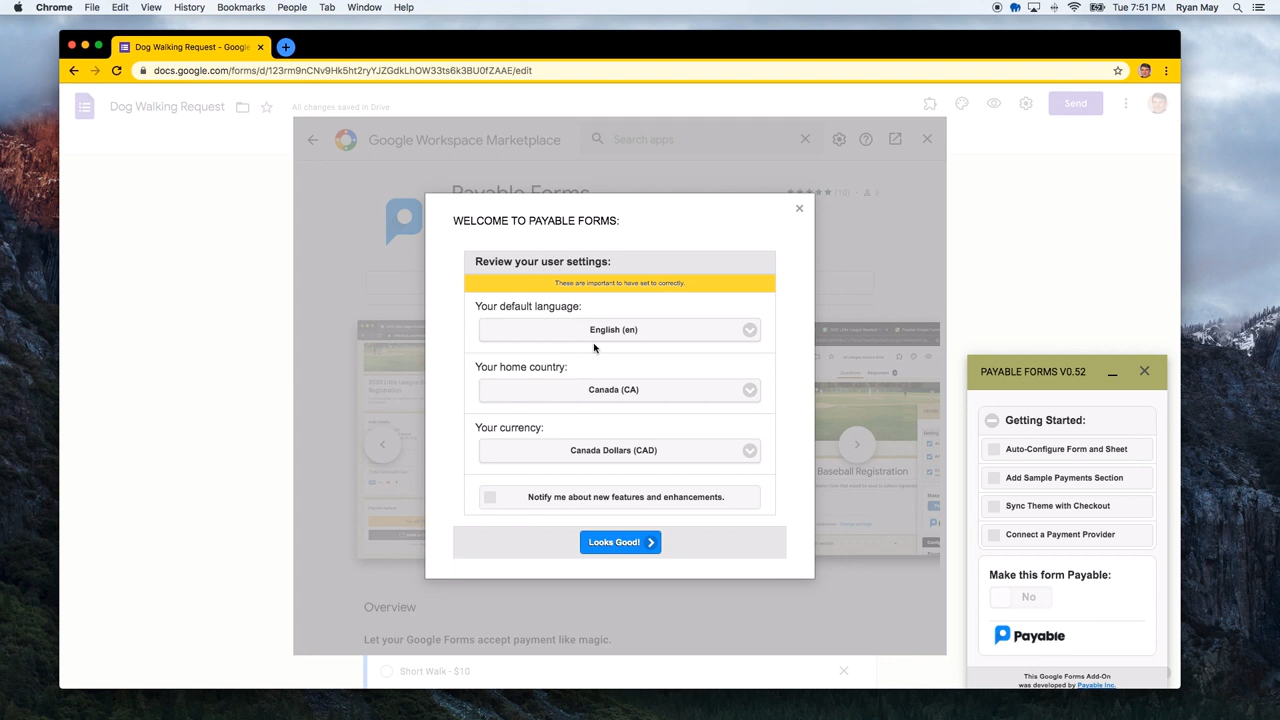 Chrome File Edit View History Bookmarks People Tab Window Help Tue 7:51 PM Ryan May
Dog Walking Request - Google
docs.google.com/forms/d/123rm9nCNv9Hk5ht2ryYJZGdkLhOW33ts6k3BU0fZAAE/edit
Dog Walking Request All changes saved in Drive Send
Google Workspace Marketplace Search apps
Payable Forms (10)
WELCOME TO PAYABLE FORMS:
Review your user settings:
These are important to have set to correctly.
Your default language:
English (en)
Your home country:
Canada (CA)
Your currency:
Canada Dollars (CAD)
Notify me about new features and enhancements.
Looks Good!
Baseball Registration
Overview
Let your Google Forms accept payment like magic.
Short Walk - $10
PAYABLE FORMS V0.52
Getting Started:
Auto-Configure Form and Sheet
Add Sample Payments Section
Sync Theme with Checkout
Connect a Payment Provider
Make this form Payable:
No
Payable
This Google Forms Add-On
was developed by Payable Inc.